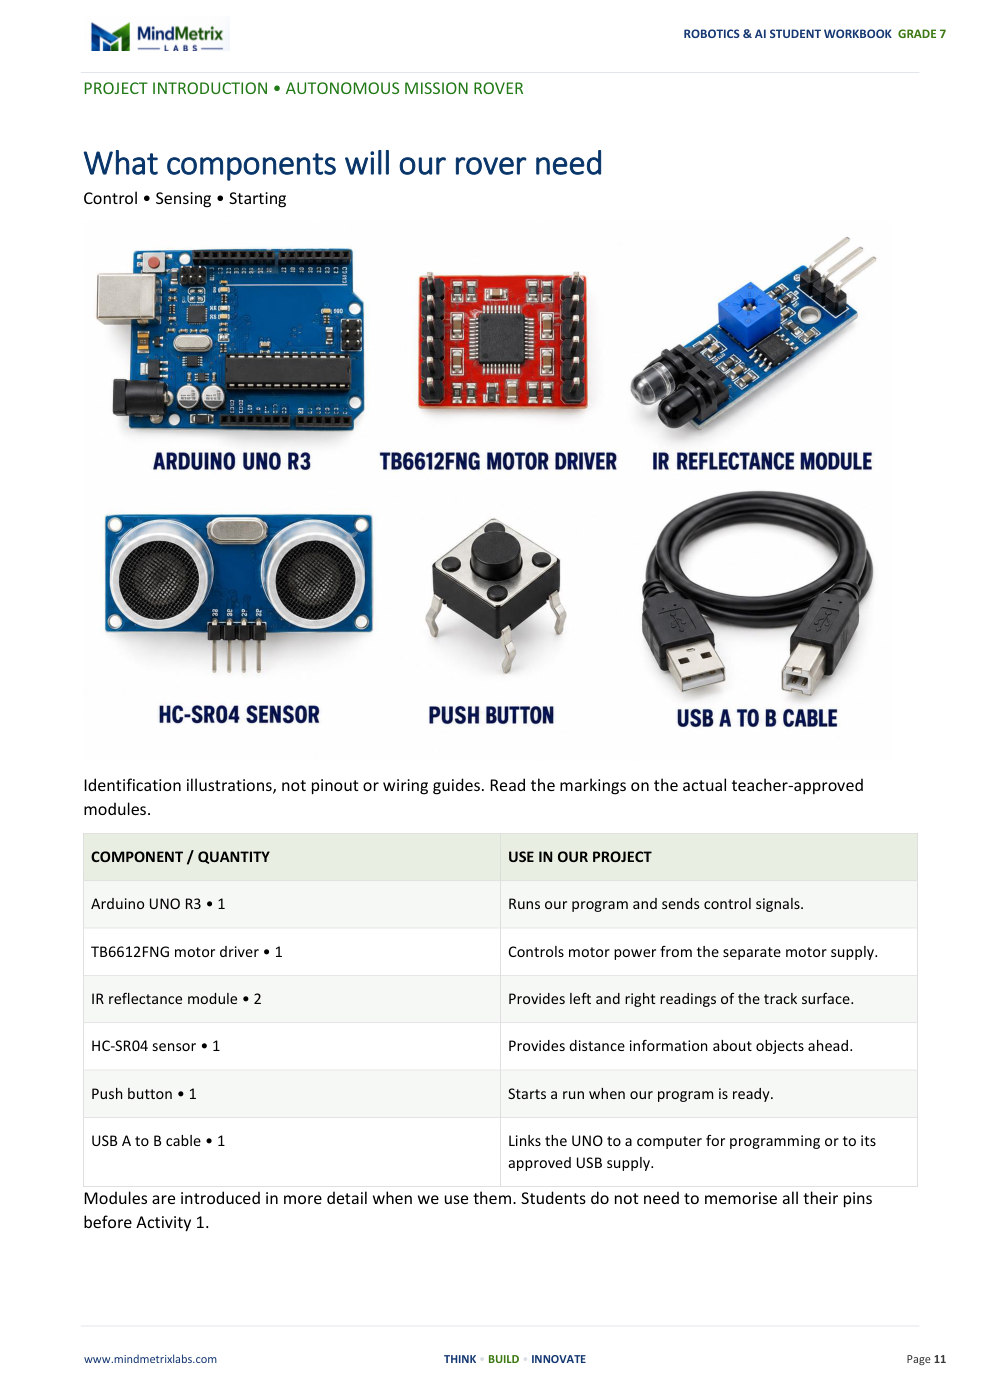 MindMetrix
LABS
ROBOTICS & AI STUDENT WORKBOOK GRADE 7
PROJECT INTRODUCTION • AUTONOMOUS MISSION ROVER
What components will our rover need
Control • Sensing • Starting
ARDUINO UNO R3
TB6612FNG MOTOR DRIVER
IR REFLECTANCE MODULE
HC-SR04 SENSOR
PUSH BUTTON
USB A TO B CABLE
Identification illustrations, not pinout or wiring guides. Read the markings on the actual teacher-approved
modules.
COMPONENT / QUANTITY
USE IN OUR PROJECT
Arduino UNO R3 • 1
Runs our program and sends control signals.
TB6612FNG motor driver • 1
Controls motor power from the separate motor supply.
IR reflectance module • 2
Provides left and right readings of the track surface.
HC-SR04 sensor • 1
Provides distance information about objects ahead.
Push button • 1
Starts a run when our program is ready.
USB A to B cable • 1
Links the UNO to a computer for programming or to its
approved USB supply.
Modules are introduced in more detail when we use them. Students do not need to memorise all their pins
before Activity 1.
www.mindmetrixlabs.com
THINK • BUILD • INNOVATE
Page 11